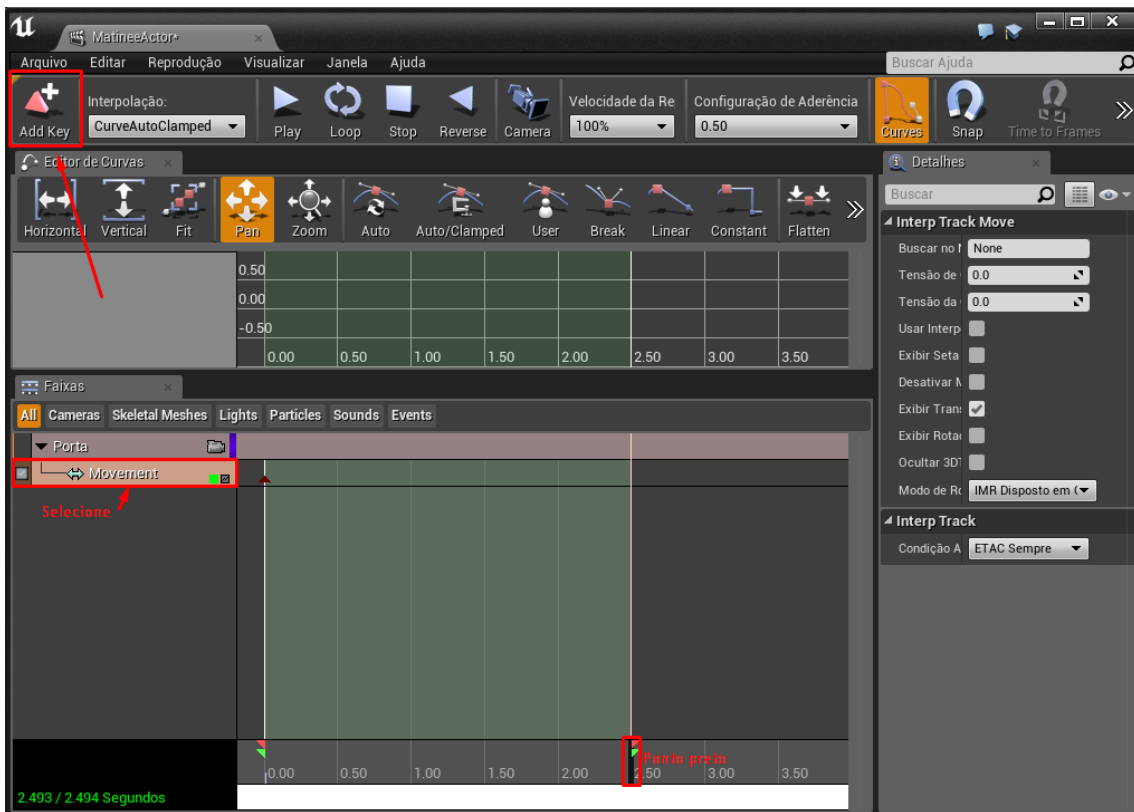 MatineeActor*
Arquivo Editar Reprodução Visualizar Janela Ajuda
Buscar Ajuda
Add Key
Interpolação:
CurveAutoClamped
Play Loop Stop Reverse Camera
Velocidade da Re
100%
Configuração de Aderência
0.50
Curves Snap Time to Frames
Editor de Curvas
Horizontal Vertical Fit Pan Zoom Auto Auto/Clamped User Break Linear Constant Flatten
0.50
0.00
-0.50
0.00 0.50 1.00 1.50 2.00 2.50 3.00 3.50
Faixas
All Cameras Skeletal Meshes Lights Particles Sounds Events
Porta
Movement
Selecione
Ponto preto
0.00 0.50 1.00 1.50 2.00 2.50 3.00 3.50
2.493 / 2.494 Segundos
Detalhes
Buscar
Interp Track Move
Buscar no None
Tensão de 0.0
Tensão da 0.0
Usar Interp
Exibir Seta
Desativar
Exibir Tran
Exibir Rota
Ocultar 3D
Modo de Ro IMR Disposto em
Interp Track
Condição A ETAC Sempre